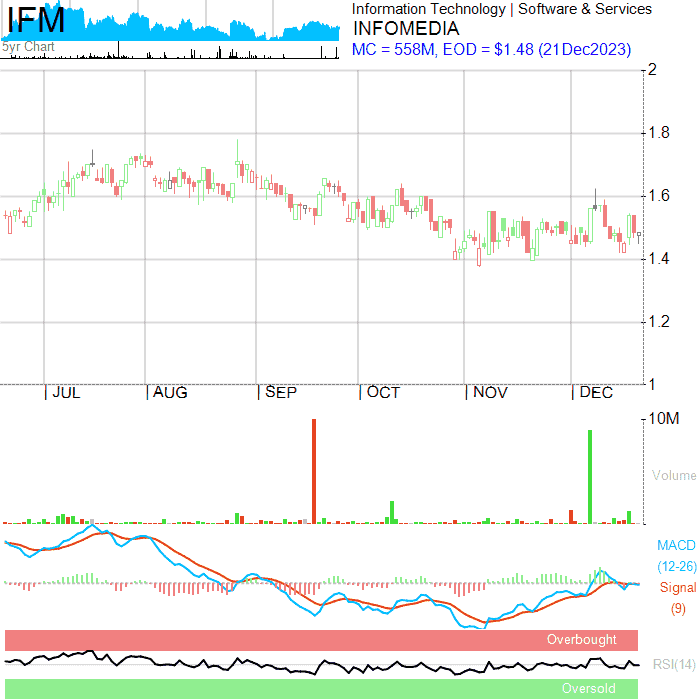 IFM
5yr Chart
Information Technology | Software & Services
INFOMEDIA
MC = 558M, EOD = $1.48 (21Dec2023)
2
1.8
1.6
1.4
1.2
1
| JUL | AUG | SEP | OCT | NOV | DEC
10M
Volume
MACD
(12-26)
Signal
(9)
Overbought
RSI(14)
Oversold